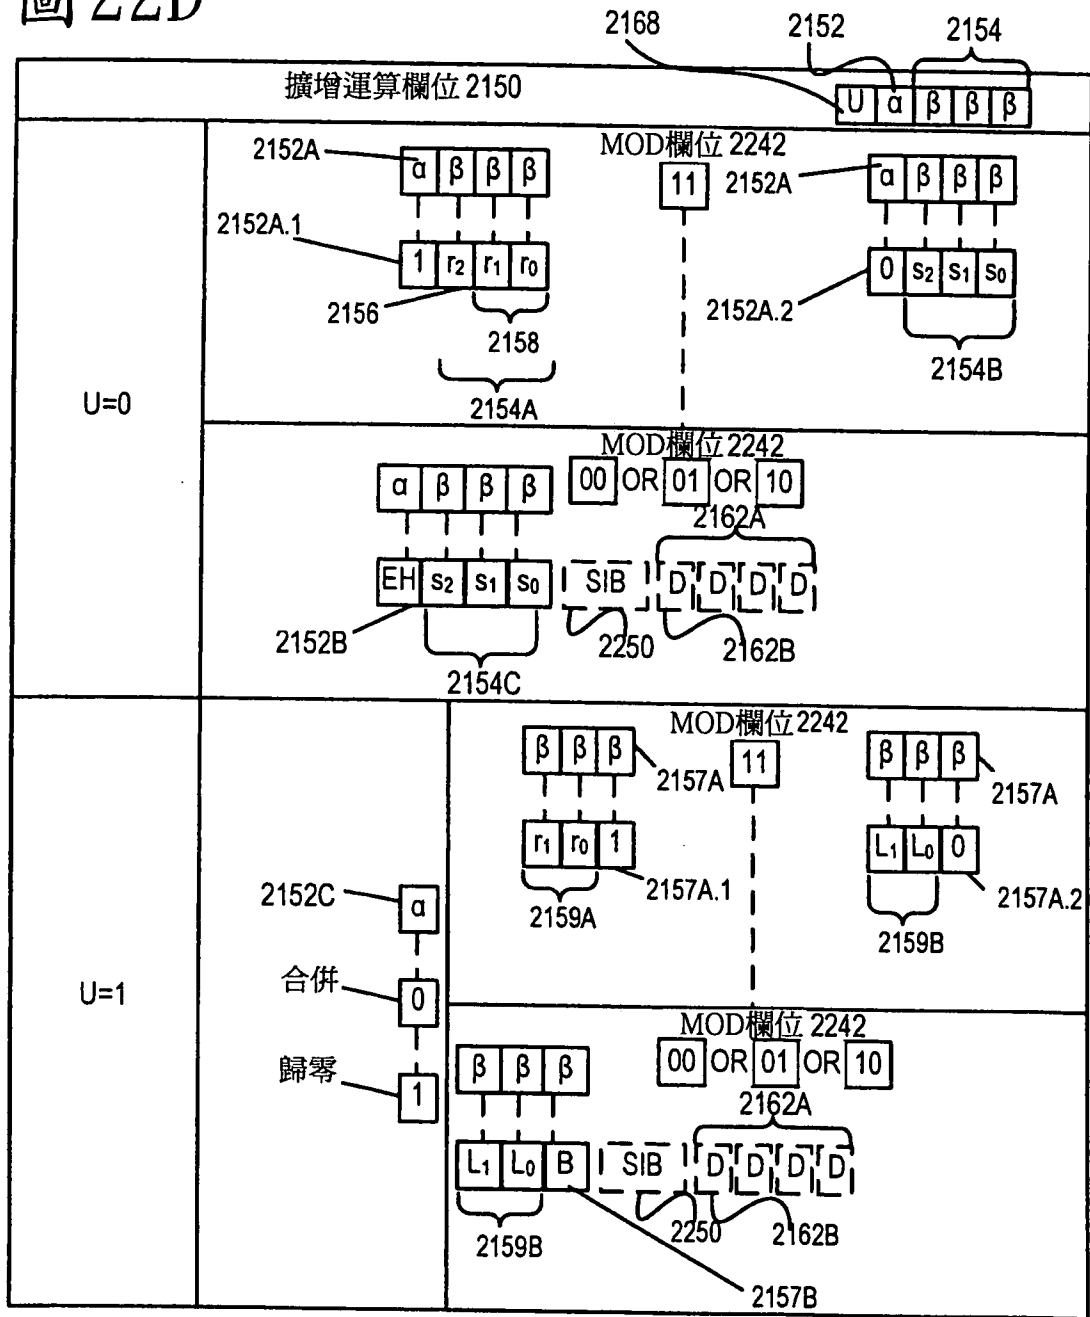 圖 22D
2168 2152 2154
擴增運算欄位 2150
U α β β β
U=0
MOD欄位 2242
11
2152A
α β β β
2152A.1
1 r2 r1 r0
2156
2158
2154A
2152A
α β β β
2152A.2
0 s2 s1 s0
2154B
MOD欄位 2242
00 OR 01 OR 10
α β β β
2162A
EH s2 s1 s0 SIB D D D D
2152B
2154C
2250
2162B
U=1
2152C
α
合併
0
歸零
1
MOD欄位 2242
11
β β β
2157A
r1 r0 1
2159A
2157A.1
β β β
2157A
L1 L0 0
2159B
2157A.2
MOD欄位 2242
00 OR 01 OR 10
β β β
2162A
L1 L0 B SIB D D D D
2159B
2250
2162B
2157B